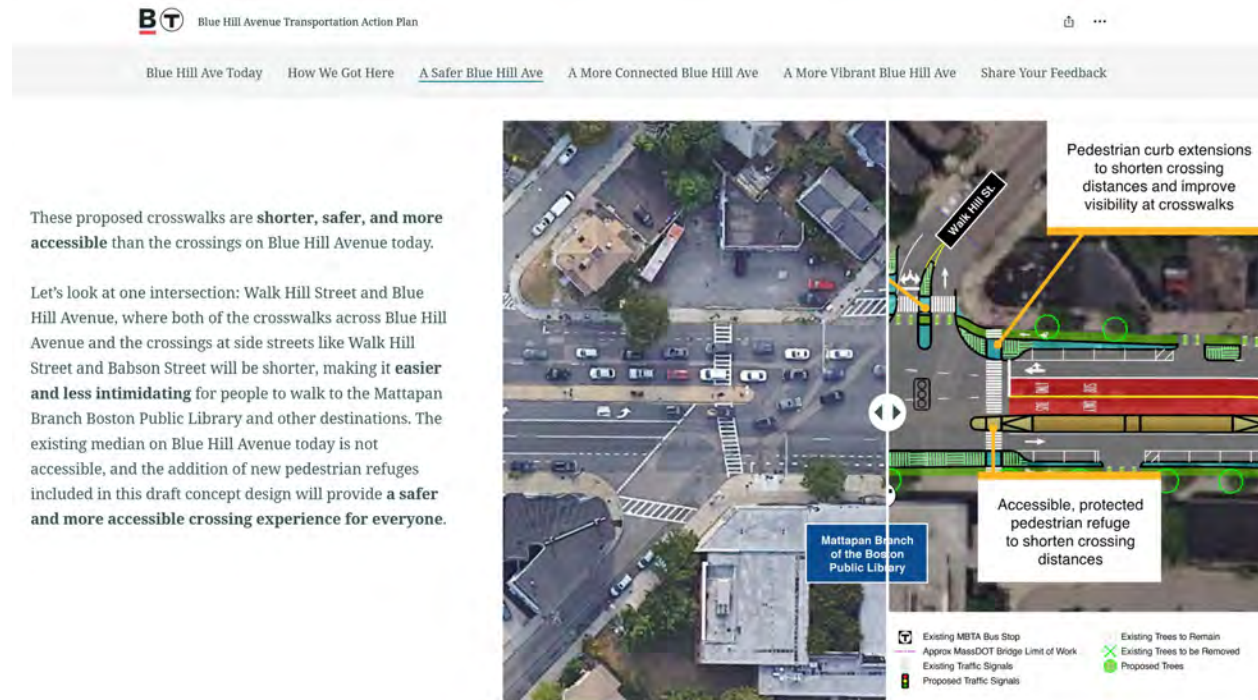 B T Blue Hill Avenue Transportation Action Plan
Blue Hill Ave Today How We Got Here A Safer Blue Hill Ave A More Connected Blue Hill Ave A More Vibrant Blue Hill Ave Share Your Feedback
These proposed crosswalks are shorter, safer, and more
accessible than the crossings on Blue Hill Avenue today.
Let's look at one intersection: Walk Hill Street and Blue
Hill Avenue, where both of the crosswalks across Blue Hill
Avenue and the crossings at side streets like Walk Hill
Street and Babson Street will be shorter, making it easier
and less intimidating for people to walk to the Mattapan
Branch Boston Public Library and other destinations. The
existing median on Blue Hill Avenue today is not
accessible, and the addition of new pedestrian refuges
included in this draft concept design will provide a safer
and more accessible crossing experience for everyone.
Pedestrian curb extensions
to shorten crossing
distances and improve
visibility at crosswalks
Walk Hill St.
ONLY BUS
Accessible, protected
pedestrian refuge
to shorten crossing
distances
Mattapan Branch
of the Boston
Public Library
T Existing MBTA Bus Stop
Approx MassDOT Bridge Limit of Work
Existing Traffic Signals
Proposed Traffic Signals
Existing Trees to Remain
Existing Trees to be Removed
Proposed Trees